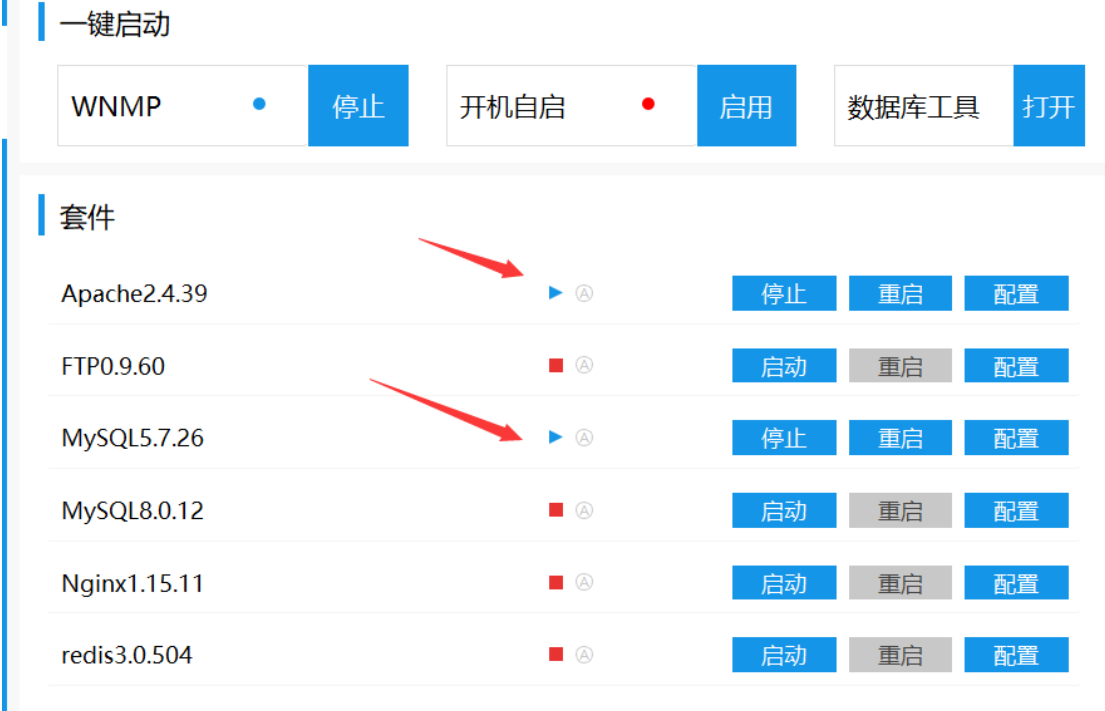 一键启动
WNMP 停止 开机自启 启用 数据库工具 打开
套件
Apache2.4.39 Ⓐ 停止 重启 配置
FTP0.9.60 Ⓐ 启动 重启 配置
MySQL5.7.26 Ⓐ 停止 重启 配置
MySQL8.0.12 Ⓐ 启动 重启 配置
Nginx1.15.11 Ⓐ 启动 重启 配置
redis3.0.504 Ⓐ 启动 重启 配置